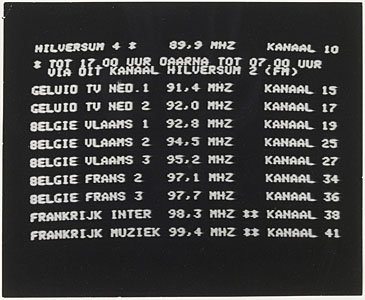 HILVERSUM 4 * 89,9 MHZ KANAAL 10
* TOT 17.00 UUR DAARNA TOT 07.00 UUR
VIA DIT KANAAL HILVERSUM 2 (FM)
GELUID TV NED.1 91,4 MHZ KANAAL 15
GELUID TV NED 2 92,0 MHZ KANAAL 17
BELGIE VLAAMS 1 92,8 MHZ KANAAL 19
BELGIE VLAAMS 2 94,5 MHZ KANAAL 25
BELGIE VLAAMS 3 95,2 MHZ KANAAL 27
BELGIE FRANS 2 97,1 MHZ KANAAL 34
BELGIE FRANS 3 97,7 MHZ KANAAL 36
FRANKRIJK INTER 98,3 MHZ ** KANAAL 38
FRANKRIJK MUZIEK 99,4 MHZ ** KANAAL 41